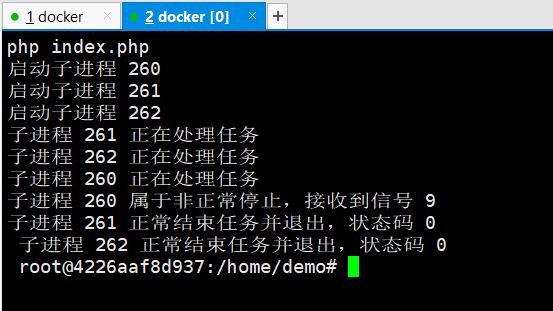 1 docker
2 docker [0]
php index.php
启动子进程 260
启动子进程 261
启动子进程 262
子进程 261 正在处理任务
子进程 262 正在处理任务
子进程 260 正在处理任务
子进程 260 属于非正常停止，接收到信号 9
子进程 261 正常结束任务并退出，状态码 0
子进程 262 正常结束任务并退出，状态码 0
root@4226aaf8d937:/home/demo#